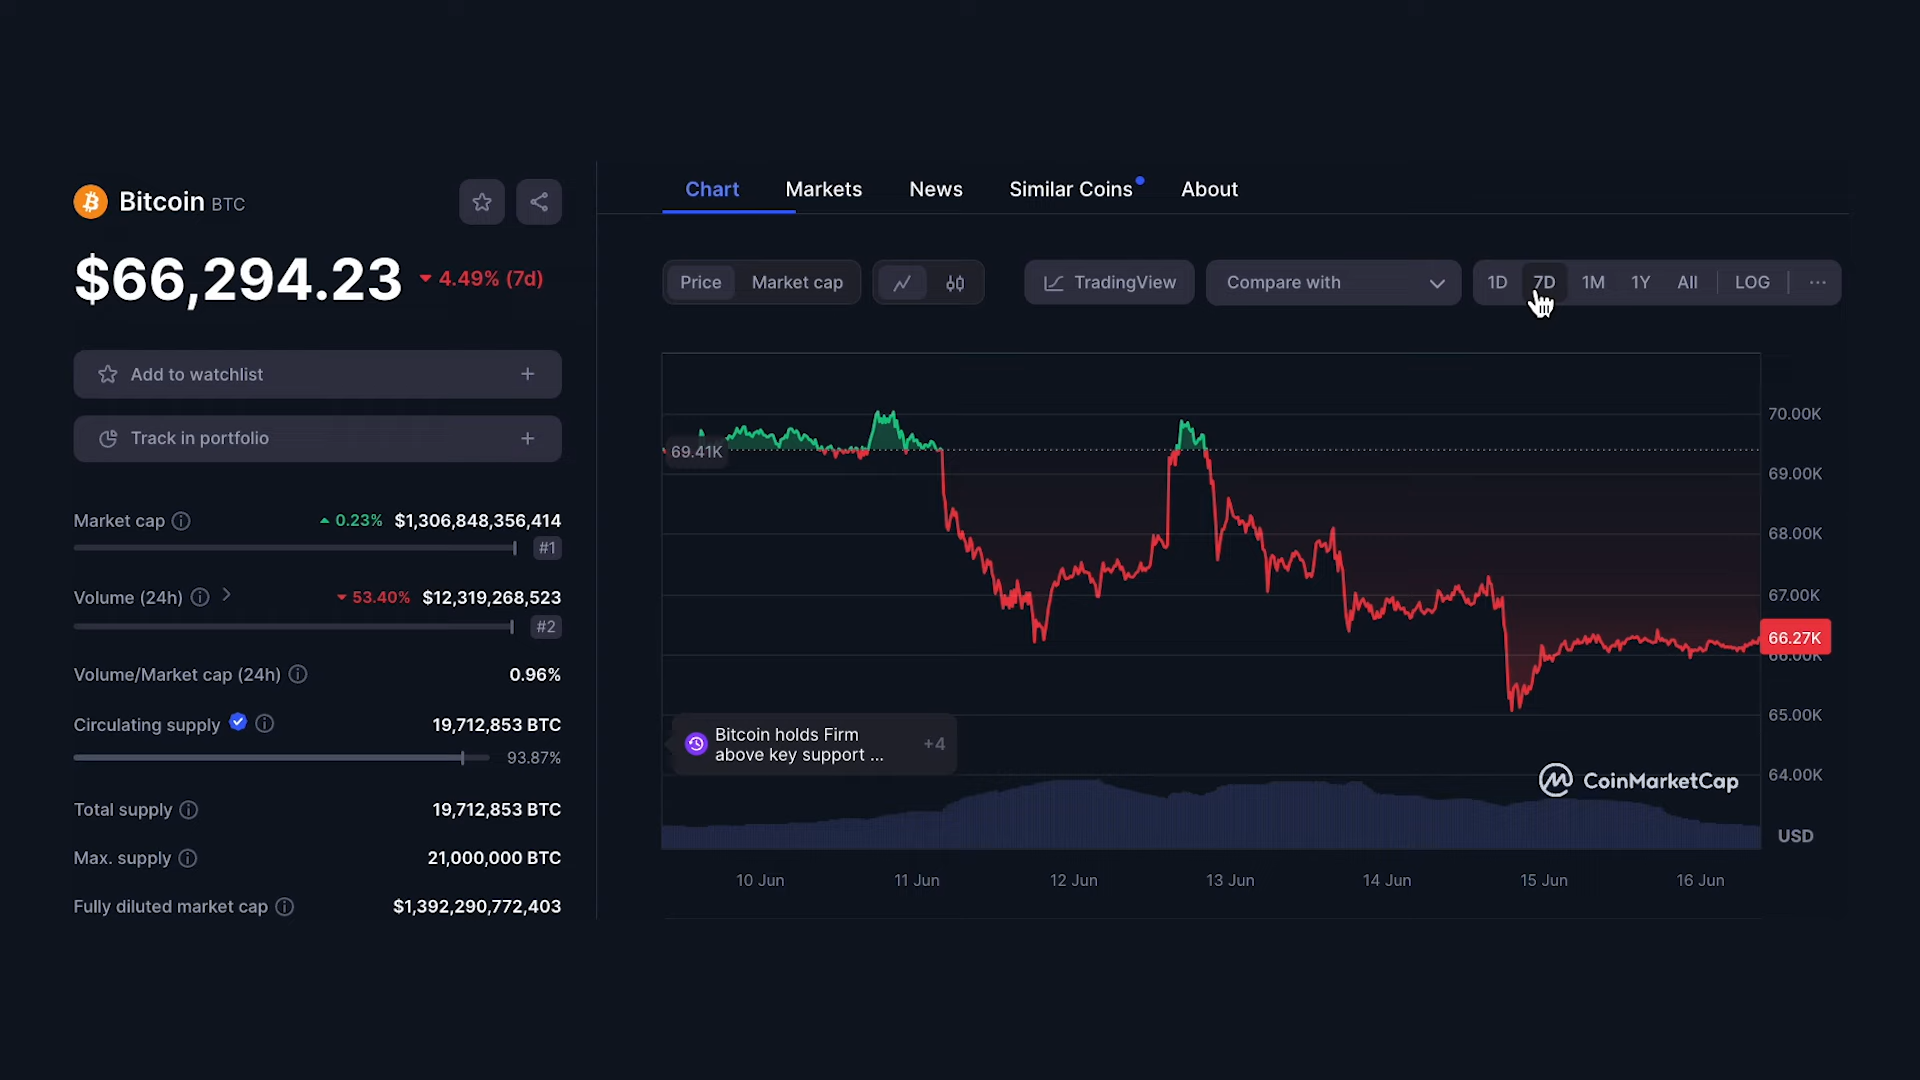 Bitcoin BTC
$66,294.23 4.49% (7d)
Add to watchlist
Track in portfolio
Market cap 0.23% $1,306,848,356,414
#1
Volume (24h) 53.40% $12,319,268,523
#2
Volume/Market cap (24h) 0.96%
Circulating supply 19,712,853 BTC
93.87%
Total supply 19,712,853 BTC
Max. supply 21,000,000 BTC
Fully diluted market cap $1,392,290,772,403
Chart Markets News Similar Coins About
Price Market cap TradingView Compare with 1D 7D 1M 1Y All LOG
70.00K
69.41K
69.00K
68.00K
67.00K
66.27K
66.00K
65.00K
Bitcoin holds Firm
above key support ...
+4
64.00K
CoinMarketCap
USD
10 Jun 11 Jun 12 Jun 13 Jun 14 Jun 15 Jun 16 Jun